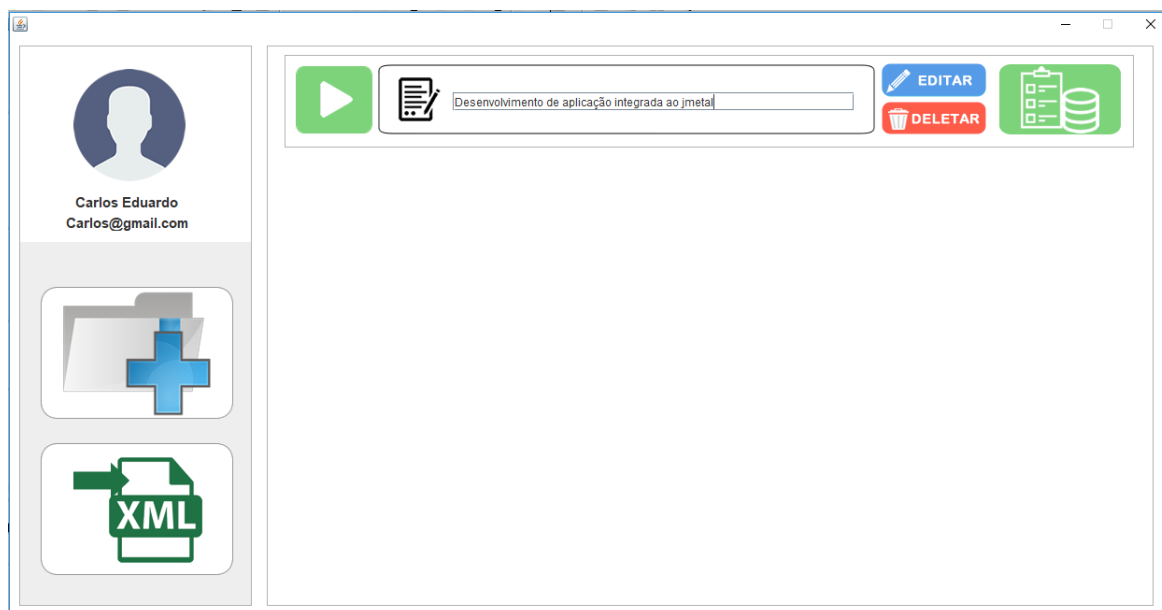 Carlos Eduardo
Carlos@gmail.com
XML
Desenvolvimento de aplicação integrada ao jmetal
EDITAR
DELETAR